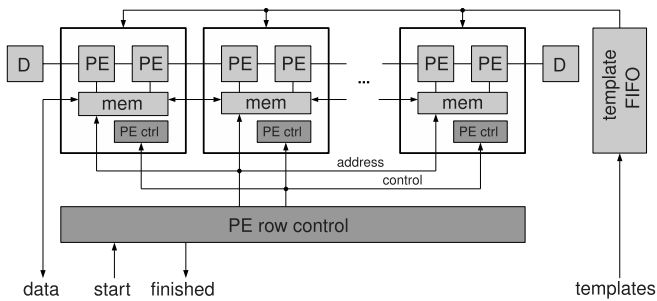 D PE PE PE PE ... PE PE D
mem mem mem
PE ctrl PE ctrl PE ctrl
template
FIFO
address
control
PE row control
data start finished templates